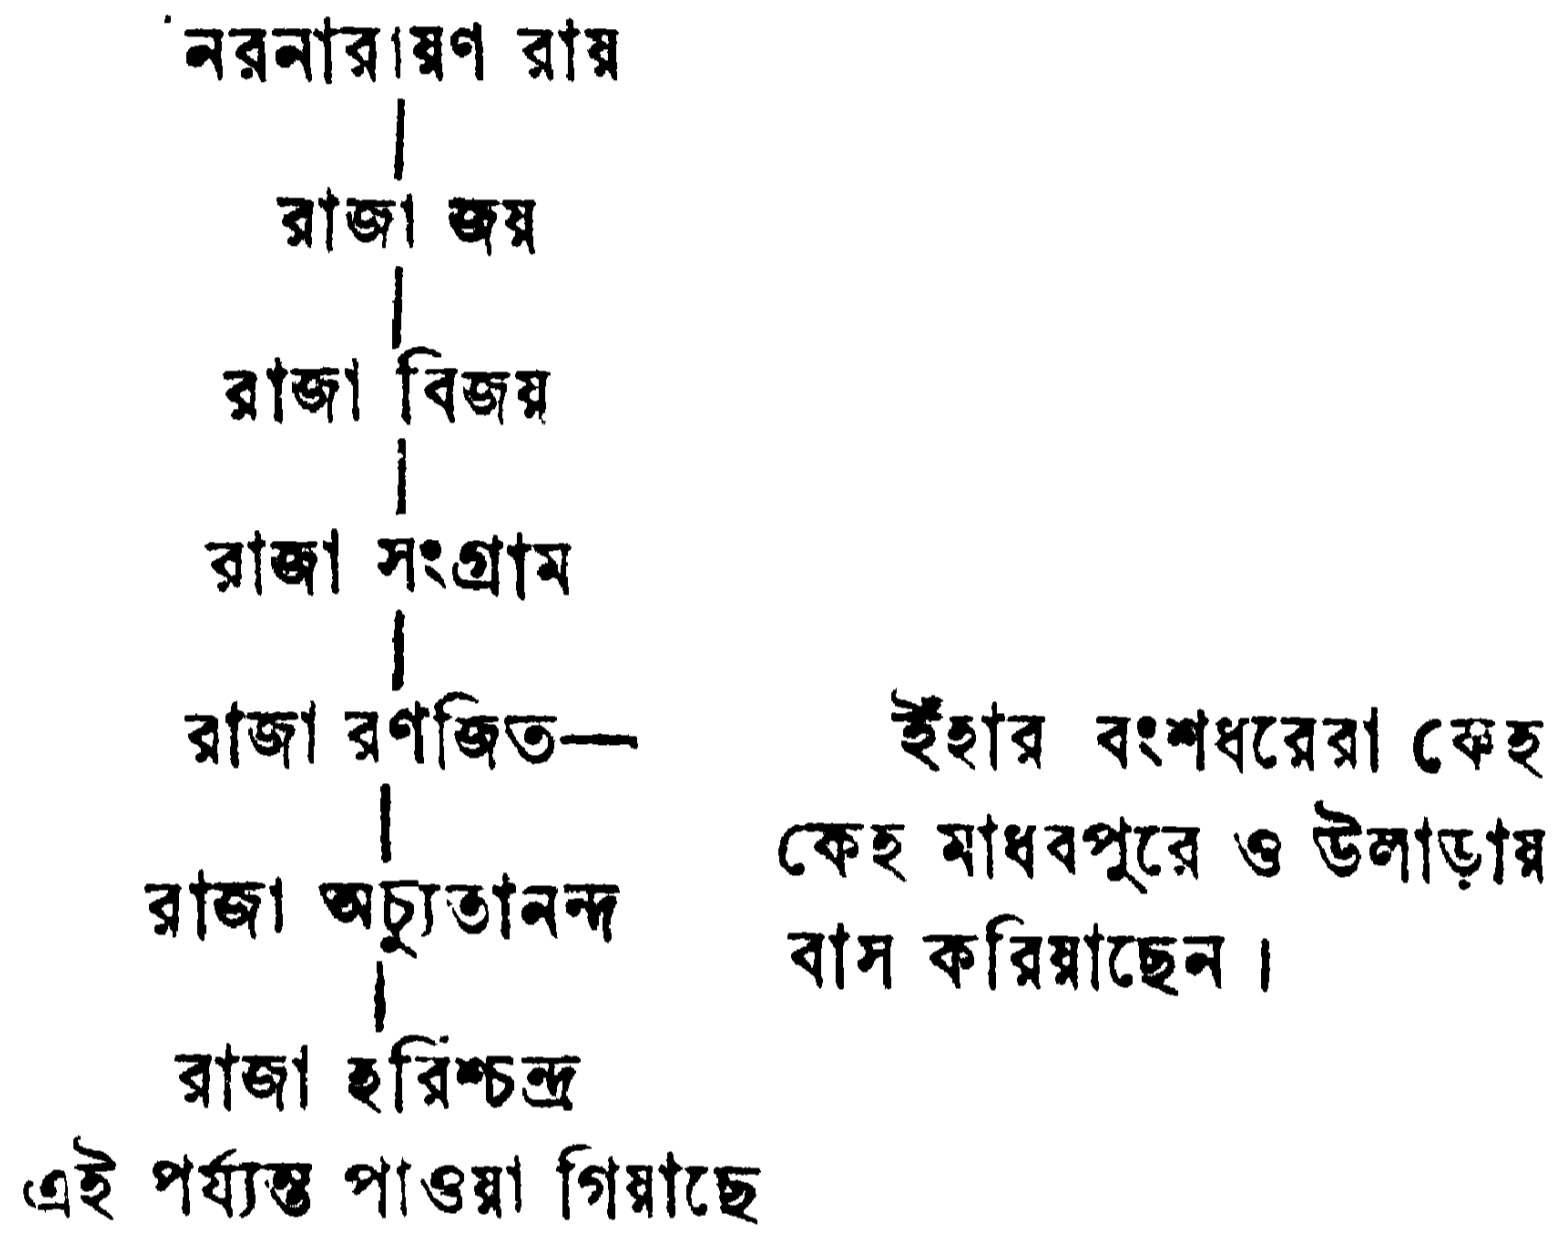 নরনারায়ণ রায়
রাজা জয়
রাজা বিজয়
রাজা সংগ্রাম
রাজা রণজিত—
রাজা অচ্যুতানন্দ
রাজা হরিশ্চন্দ্র
এই পর্য্যন্ত পাওয়া গিয়াছে
ইঁহার বংশধরেরা কেহ
কেহ মাধবপুরে ও উলাড়ায়
বাস করিয়াছেন।